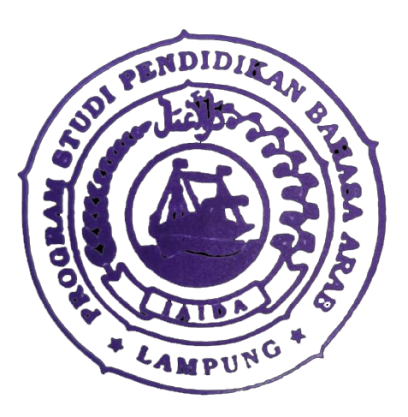 PROGRAM STUDI PENDIDIKAN BAHASA ARAB
IAIDA
★ LAMPUNG ★